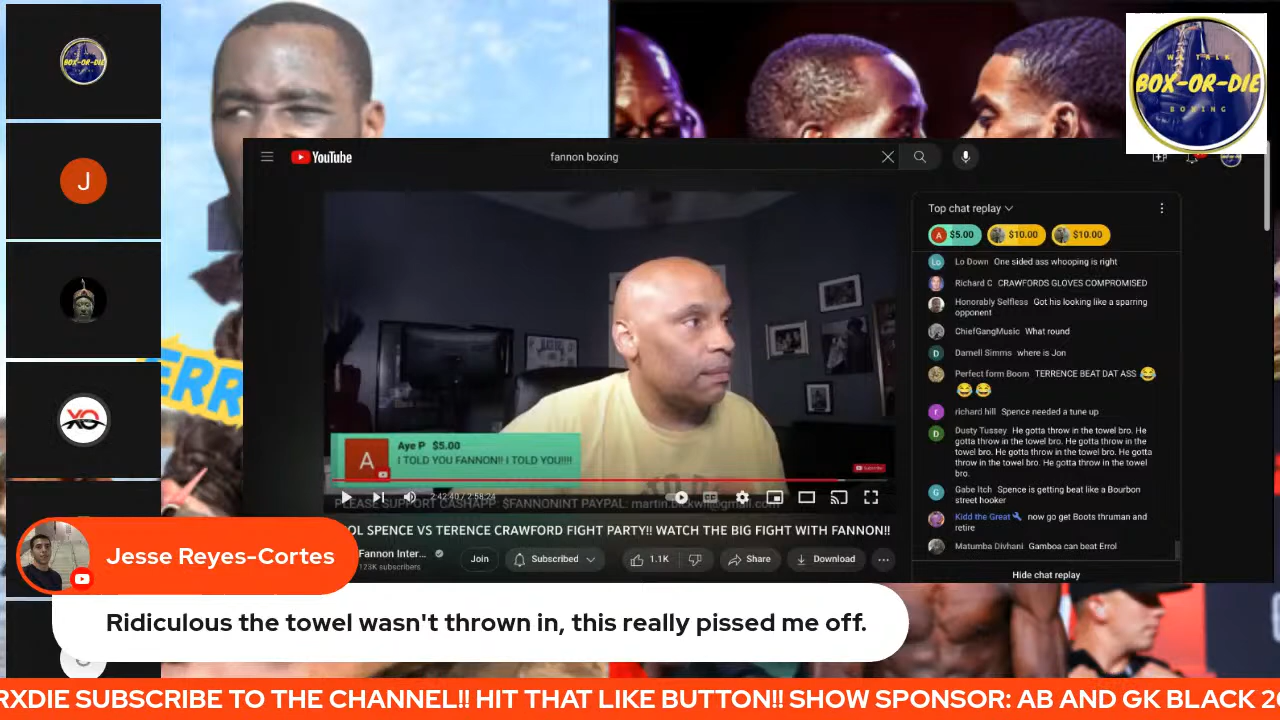 BOX-OR-DIE
J
XO
ERR
YouTube
fannon boxing
WE TALK
BOX-OR-DIE
BOXING
Top chat replay
A $5.00
$10.00
$10.00
Lo Down One sided ass whooping is right
Richard C CRAWFORDS GLOVES COMPROMISED
Honorably Selfless Got his looking like a sparring
opponent
ChiefGangMusic What round
Darnell Simms where is Jon
Perfect form Boom TERRENCE BEAT DAT ASS 😂
😂😂
richard hill Spence needed a tune up
Dusty Tussey He gotta throw in the towel bro. He
gotta throw in the towel bro. He gotta throw in the
towel bro. He gotta throw in the towel bro. He
gotta throw in the towel bro. He gotta throw in the towel
bro.
Gabe Itch Spence is getting beat like a Bourbon
street hooker
Kidd the Great now go get Boots thruman and
retire
Matumba Divhani Gamboa can beat Errol
Hide chat replay
A
Aye P $5.00
I TOLD YOU FANNON!! I TOLD YOU!!!!
Subscribe
2:42:40 / 2:58:24
PLEASE SUPPORT CASHAPP: $FANNONINT PAYPAL:
OL SPENCE VS TERENCE CRAWFORD FIGHT PARTY!! WATCH THE BIG FIGHT WITH FANNON!!
Fannon Inter...
123K subscribers
Join
Subscribed
1.1K
Share
Download
Jesse Reyes-Cortes
Ridiculous the towel wasn't thrown in, this really pissed me off.
RXDIE SUBSCRIBE TO THE CHANNEL!! HIT THAT LIKE BUTTON!! SHOW SPONSOR: AB AND GK BLACK 2